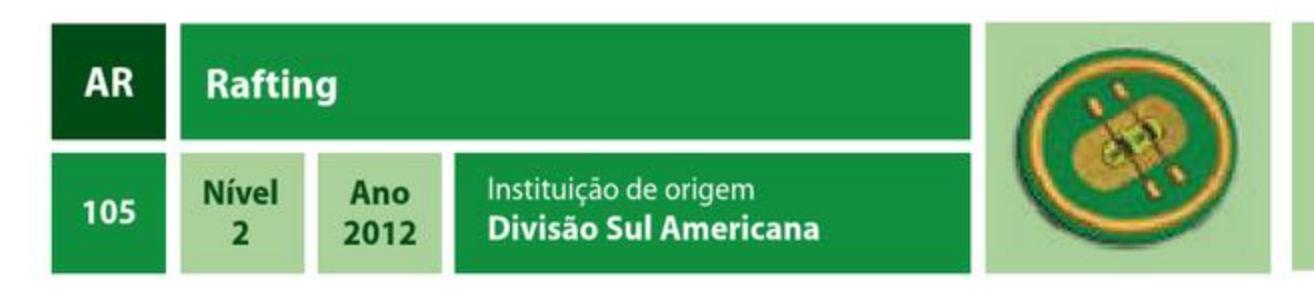 AR
Rafting
105
Nível
2
Ano
2012
Instituição de origem
Divisão Sul Americana